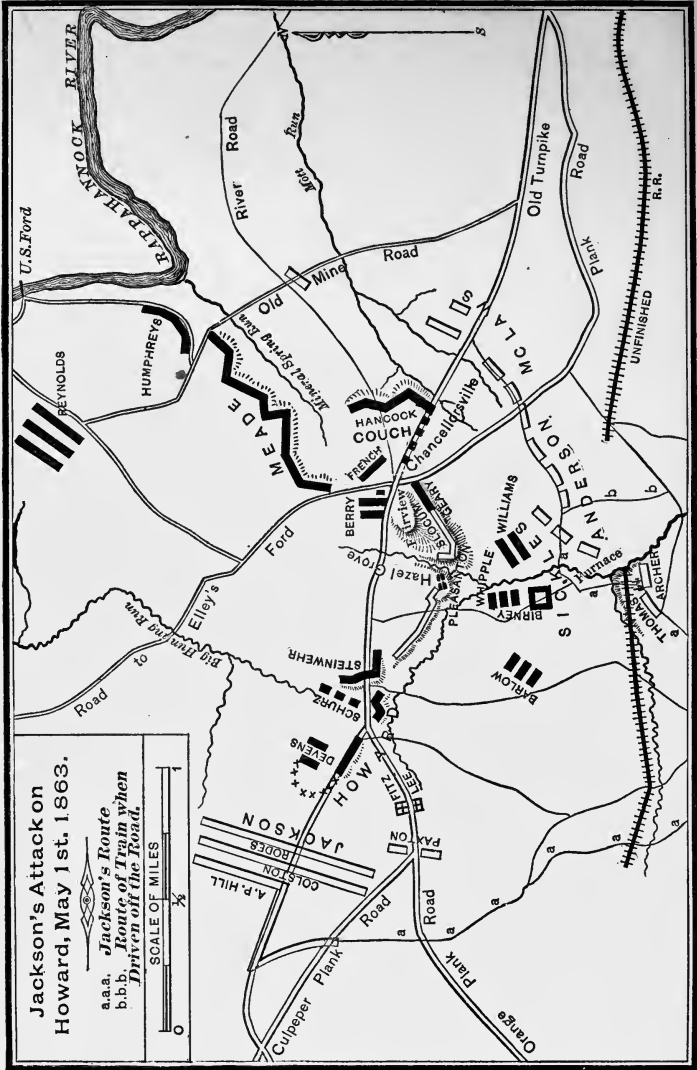 Jackson's Attack on
Howard, May 1st. 1863.
a.a.a. Jackson's Route
b.b.b. Route of Train when
Driven off the Road.
SCALE OF MILES
0
½
1
RAPPAHANNOCK RIVER
U.S. Ford
REYNOLDS
HUMPHREYS
MEADE
Mineral Spring Run
River Road
Mott Run
N
S
Old Mine Road
Old Turnpike
Plank Road
UNFINISHED R.R.
HANCOCK
COUCH
FRENCH
Chancellorsville
MCLAWS
ANDERSON
BERRY
Fairview
SLOCUM
GEARY
Hazel Grove
PLEASANTON
WILLIAMS
WHIPPLE
BIRNEY
SICKLES
Furnace
ARCHER
THOMAS
BARLOW
Road to Elley's Ford
Big Hunting Run
STEINWEHR
SCHURZ
DEVENS
HOWARD
FITZ LEE
PAXTON
JACKSON
RODES
COLSTON
A.P. HILL
Culpeper Plank Road
Orange Plank Road
a
a
a
a
a
a
a
b
b